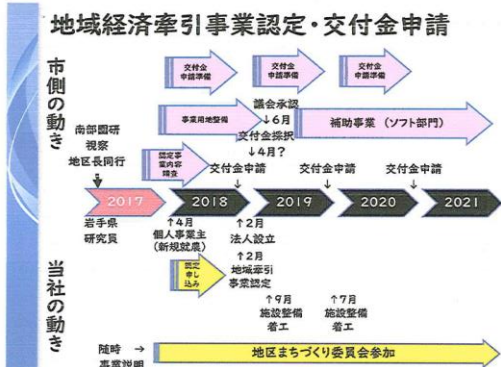 地域経済牽引事業認定・交付金申請
市側の動き
交付金
申請準備
交付金
申請準備
交付金
申請準備
事業用地整備
議会承認
↓6月
交付金採択
↓4月?
補助事業(ソフト部門)
南部園研
視察
地区長同行
認定事
業内容
精査
交付金申請
↓
交付金申請
↓
交付金申請
↓
2017
2018
2019
2020
2021
岩手県
研究員
↑4月
個人事業主
(新規就農)
↑2月
法人設立
↑2月
地域牽引
事業認定
認定
申し
込み
↑9月
施設整備
着工
↑7月
施設整備
着工
当社の動き
随時 →
事業説明
地区まちづくり委員会参加